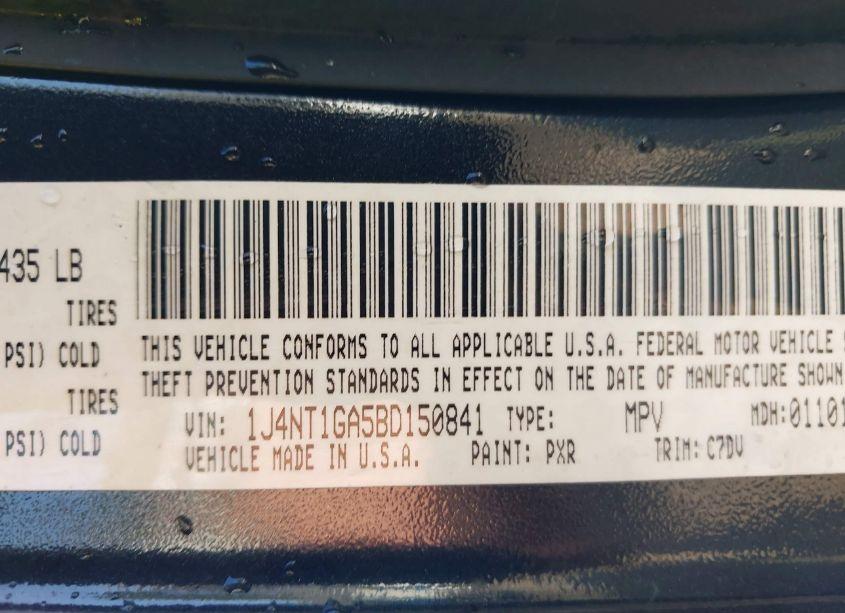 435 LB
TIRES
PSI) COLD
TIRES
PSI) COLD
THIS VEHICLE CONFORMS TO ALL APPLICABLE U.S.A. FEDERAL MOTOR VEHICLE S
THEFT PREVENTION STANDARDS IN EFFECT ON THE DATE OF MANUFACTURE SHOWN
VIN: 1J4NT1GA5BD150841 TYPE: MPV MDH:01101
VEHICLE MADE IN U.S.A. PAINT: PXR TRIM: C7DV